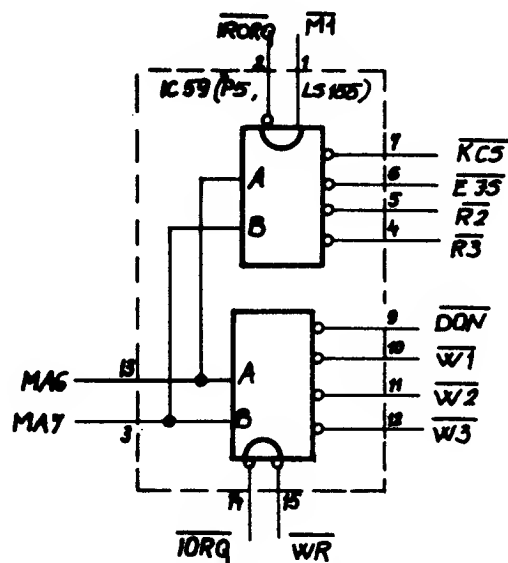 IRORQ M1
2 1
IC59 (P5, LS155)
A
B
7 KCS
6 E3S
5 R2
4 R3
9 DON
10 W1
11 W2
12 W3
MA6 13 A
MA7 3 B
14 15
IORQ WR